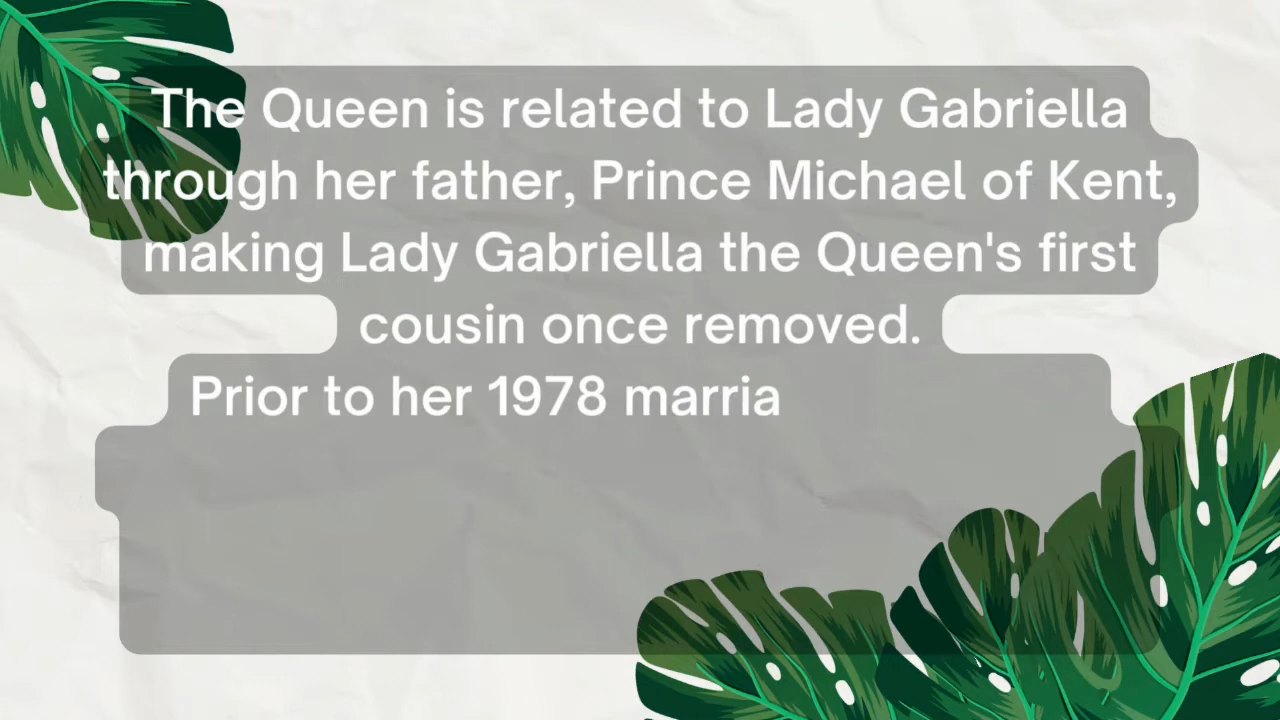 The Queen is related to Lady Gabriella
through her father, Prince Michael of Kent,
making Lady Gabriella the Queen's first
cousin once removed.
Prior to her 1978 marria